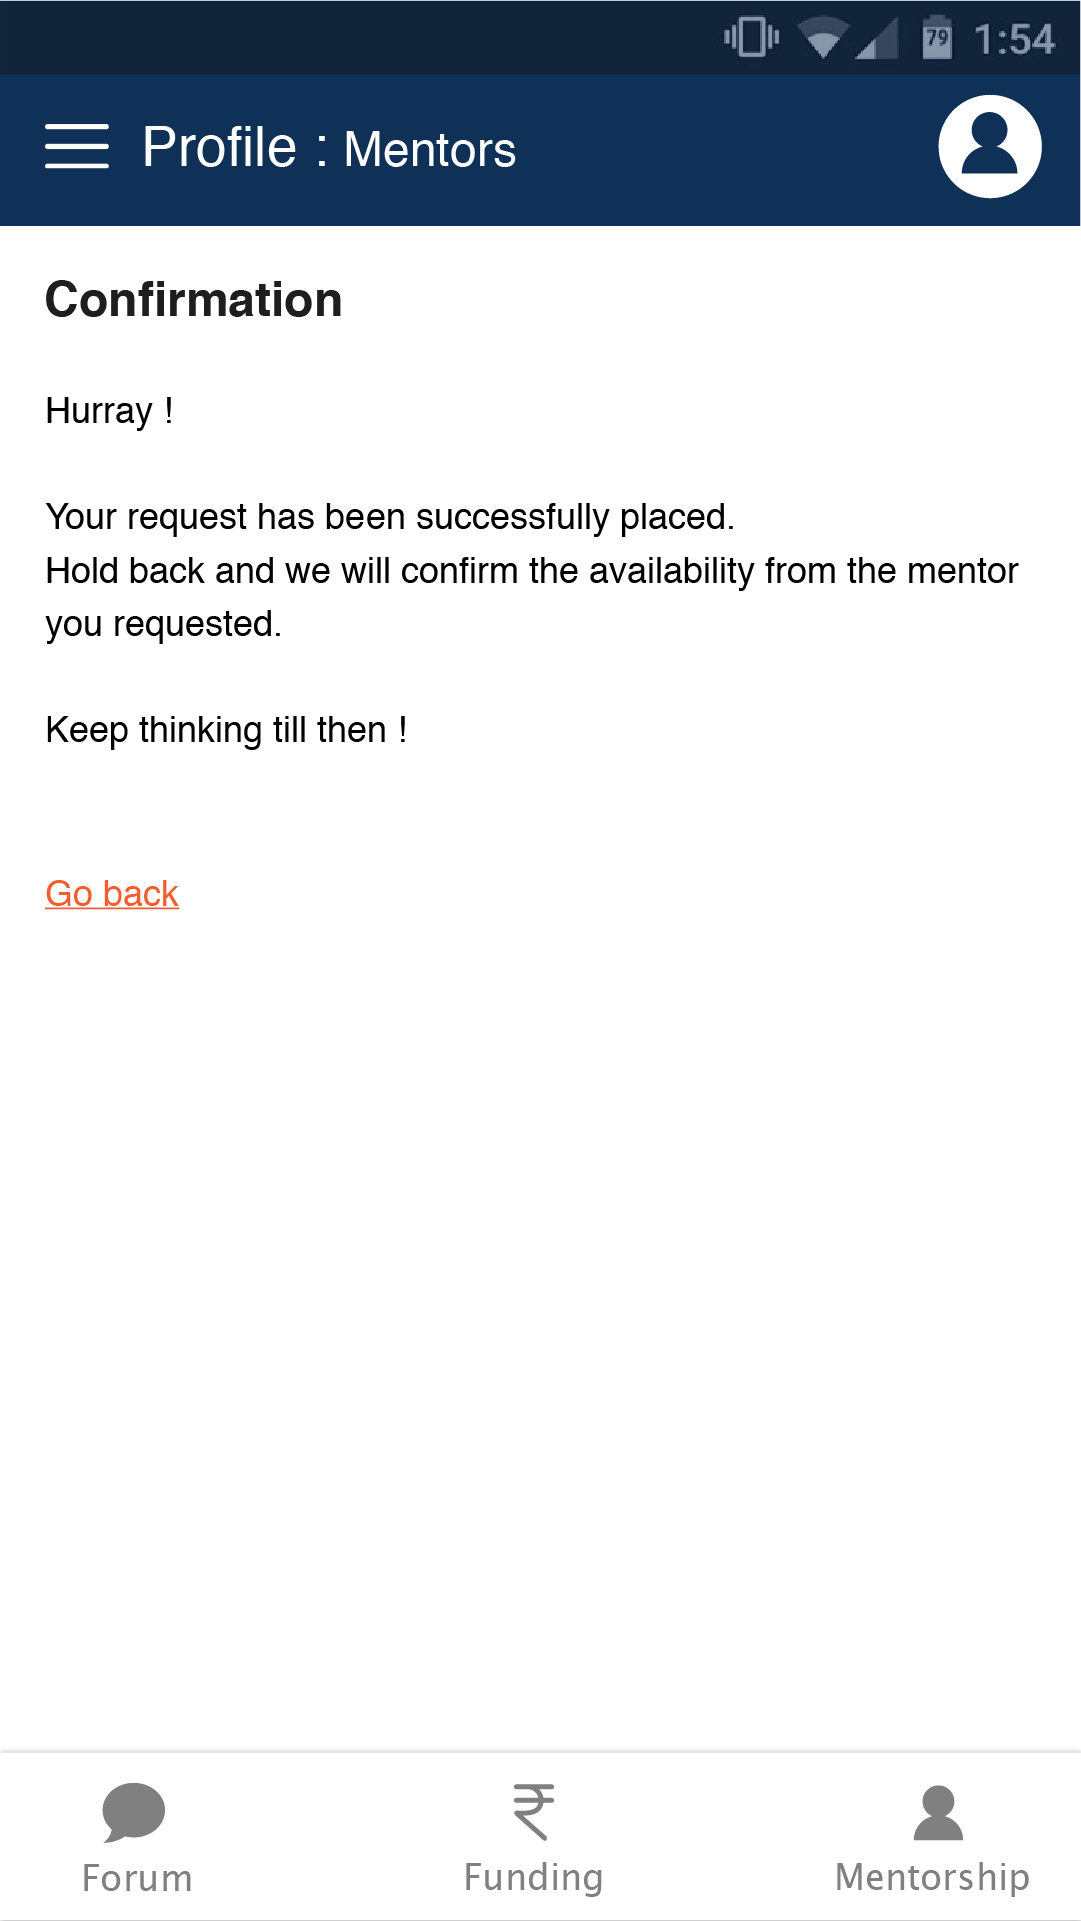 79 1:54
Profile : Mentors
Confirmation
Hurray !
Your request has been successfully placed.
Hold back and we will confirm the availability from the mentor
you requested.
Keep thinking till then !
Go back
₹
Forum Funding Mentorship